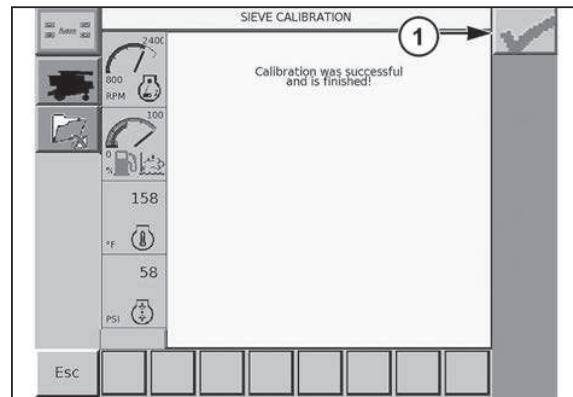 SIEVE CALIBRATION
1
Calibration was successful
and is finished!
2400
800
RPM
100
0
%
158
°F
58
PSI
Esc